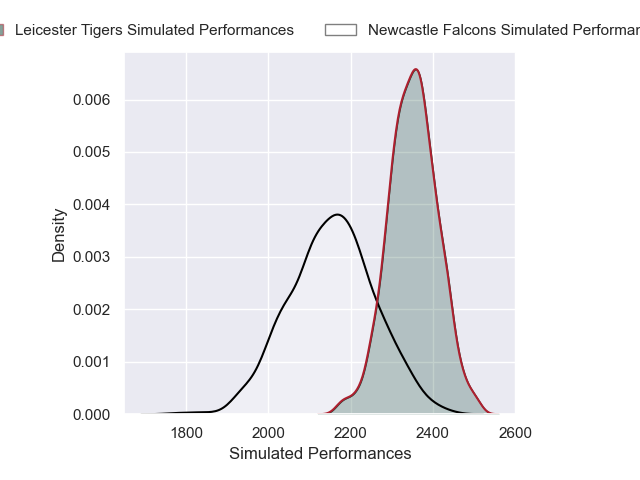 Leicester Tigers Simulated Performances
Newcastle Falcons Simulated Performan
0.006
0.005
0.004
0.003
0.002
0.001
0.000
Density
1800 2000 2200 2400 2600
Simulated Performances